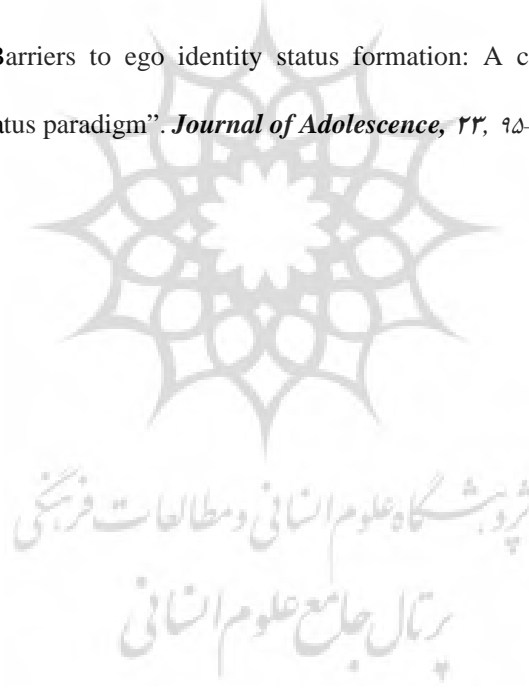 Barriers to ego identity status formation: A c
atus paradigm”. Journal of Adolescence, ۲۳, ۹۵-
پژوهشگاه علوم انسانی و مطالعات فرهنگی
پرتال جامع علوم انسانی